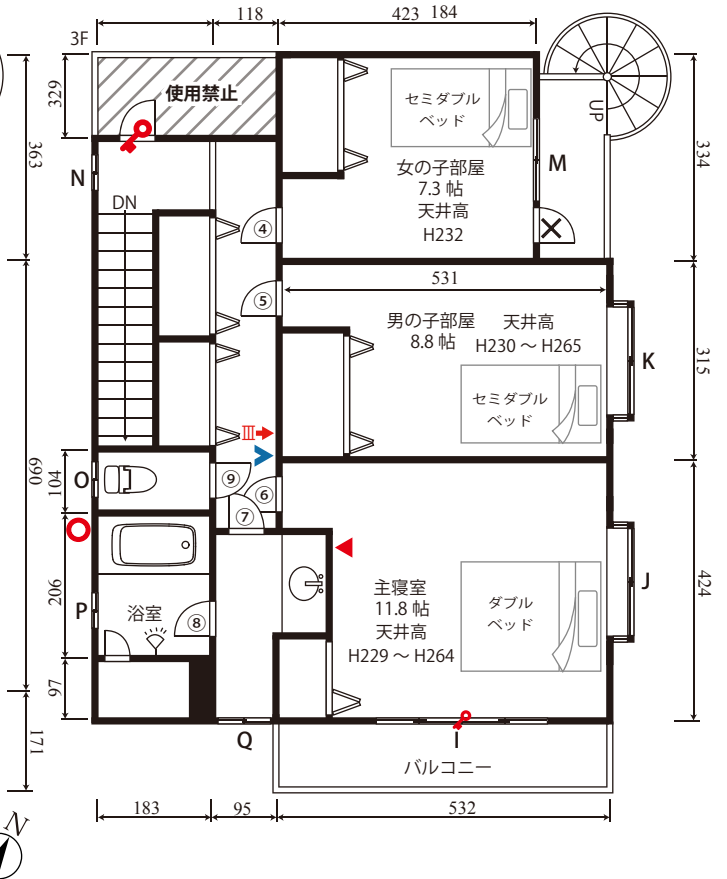 118
423 184
3F
使用禁止
329
363
セミダブル
ベッド
女の子部屋
7.3 帖
天井高
H232
UP
M
334
N
DN
④
⑤
531
男の子部屋 天井高
8.8 帖 H230 ～ H265
セミダブル
ベッド
K
315
690
Ⅲ
O
104
⑨
⑥
⑦
206
P
浴室
⑧
主寝室
11.8 帖
天井高
H229 ～ H264
ダブル
ベッド
J
424
97
171
Q
I
バルコニー
183
95
532
N